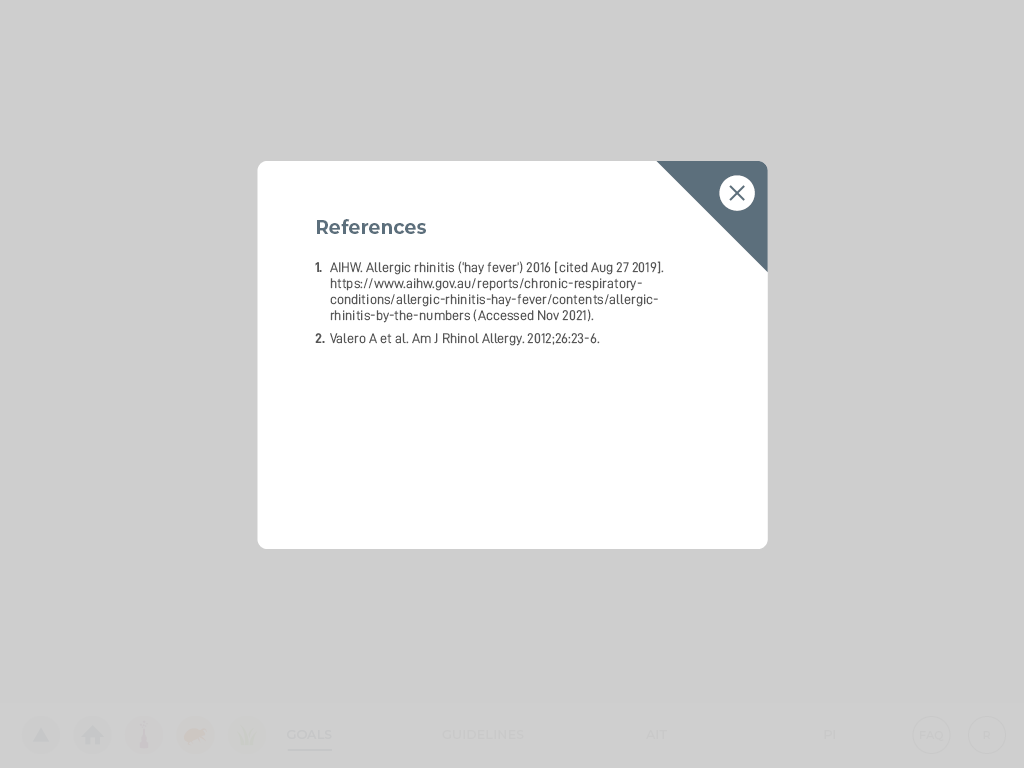 References
1. AIHW. Allergic rhinitis ('hay fever') 2016 [cited Aug 27 2019].
https://www.aihw.gov.au/reports/chronic-respiratory-
conditions/allergic-rhinitis-hay-fever/contents/allergic-
rhinitis-by-the-numbers (Accessed Nov 2021).
2. Valero A et al. Am J Rhinol Allergy. 2012;26:23-6.
GOALS GUIDELINES AIT PI FAQ